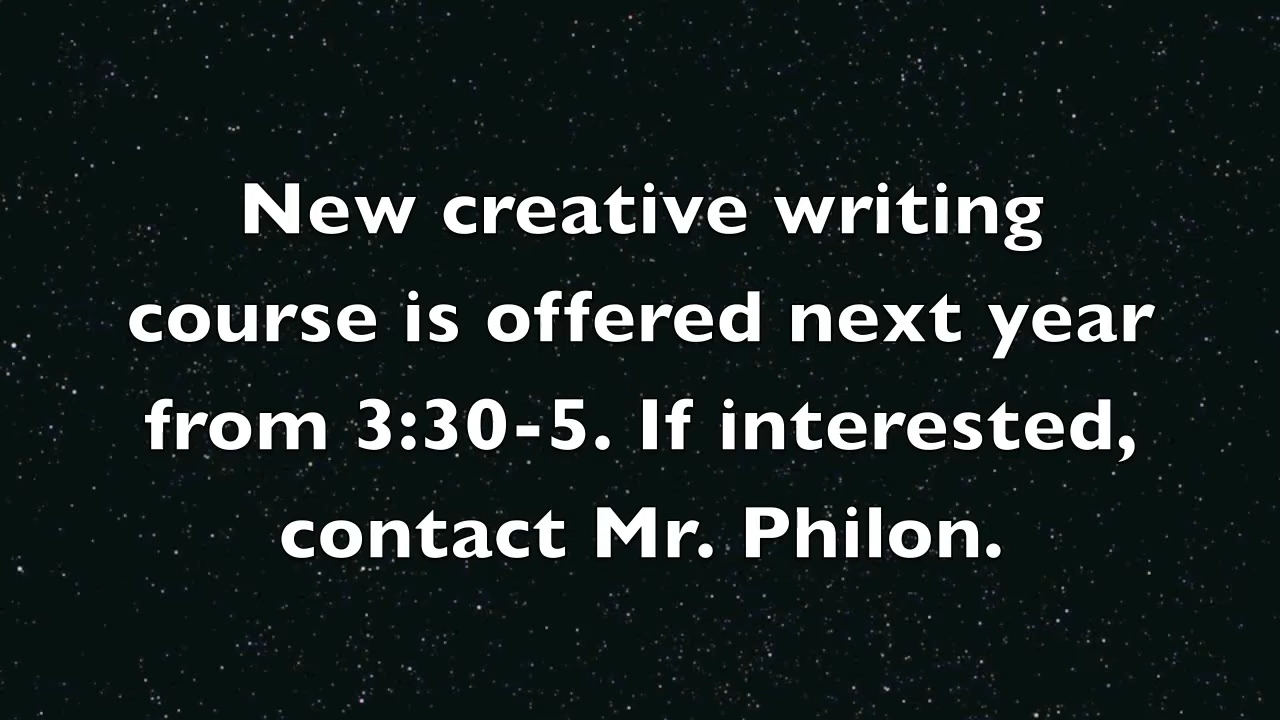 New creative writing
course is offered next year
from 3:30-5. If interested,
contact Mr. Philon.